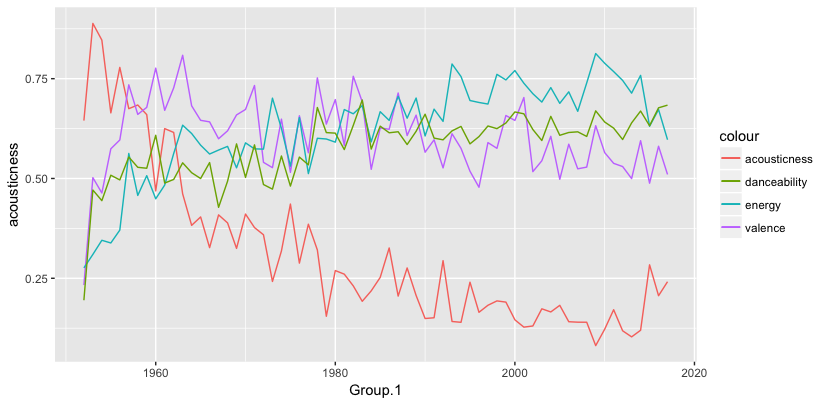 acousticness
0.75
0.50
0.25
1960
1980
2000
2020
Group.1
colour
acousticness
danceability
energy
valence